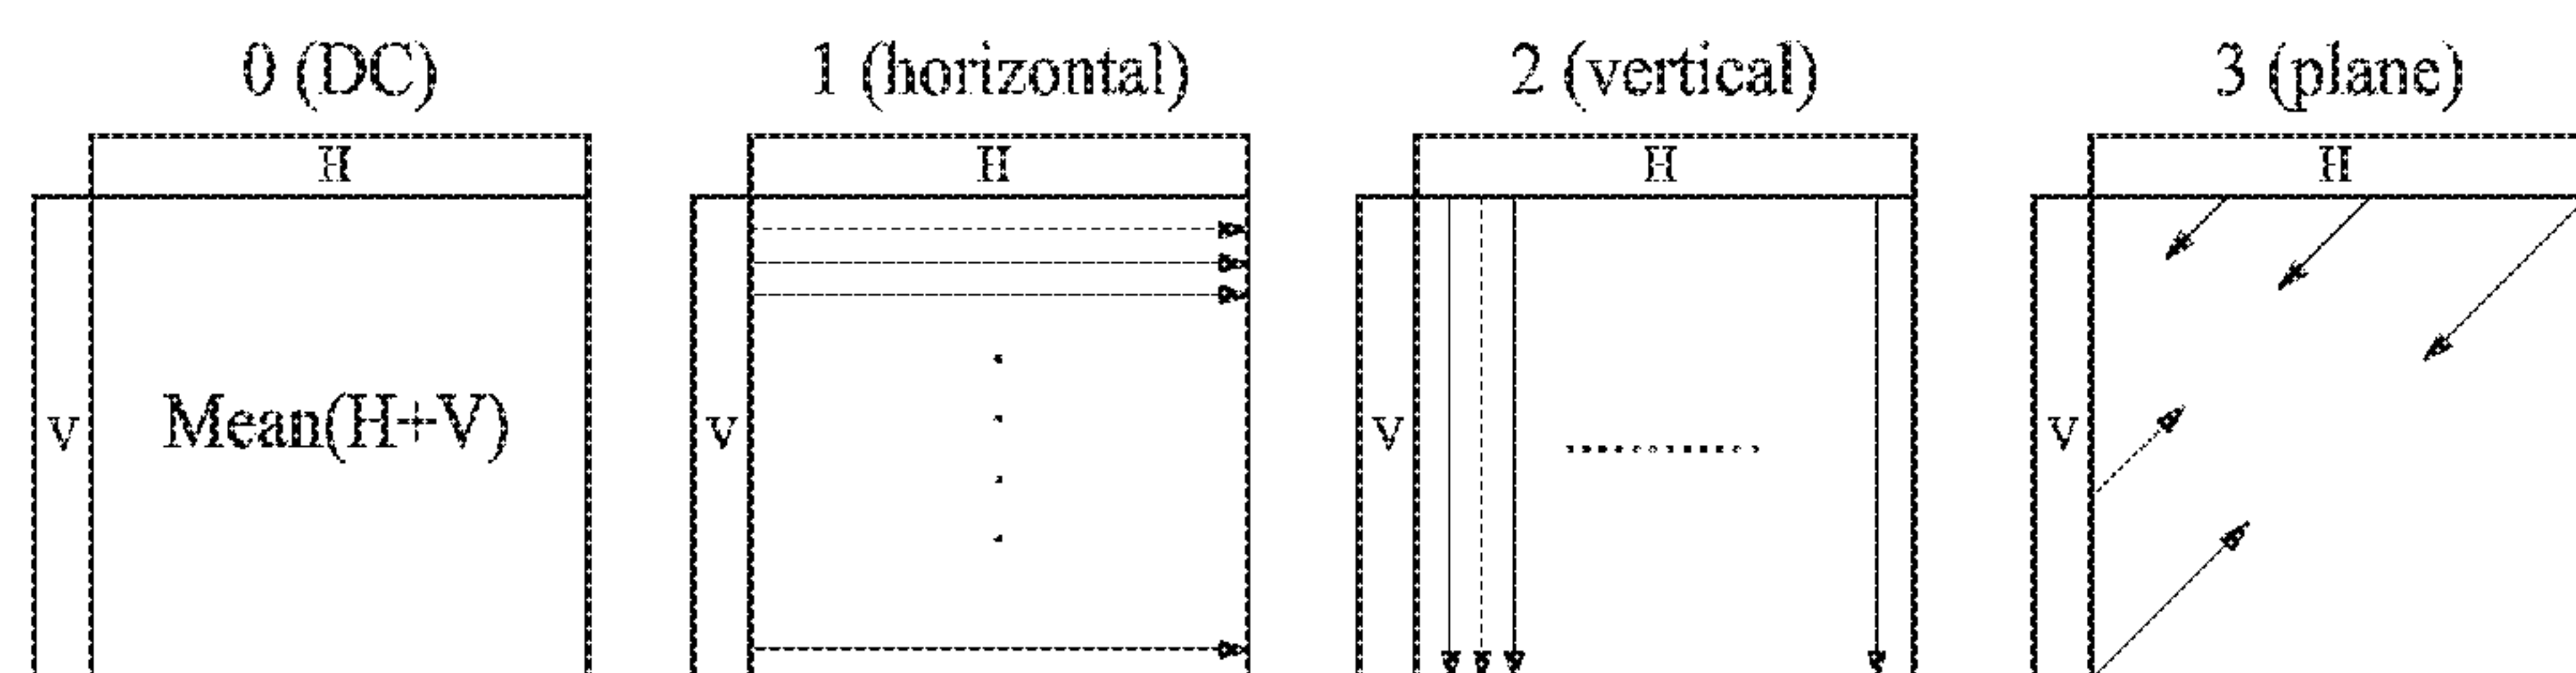 0 (DC)
1 (horizontal)
2 (vertical)
3 (plane)
H
H
H
H
V
Mean(H+V)
V
V
V